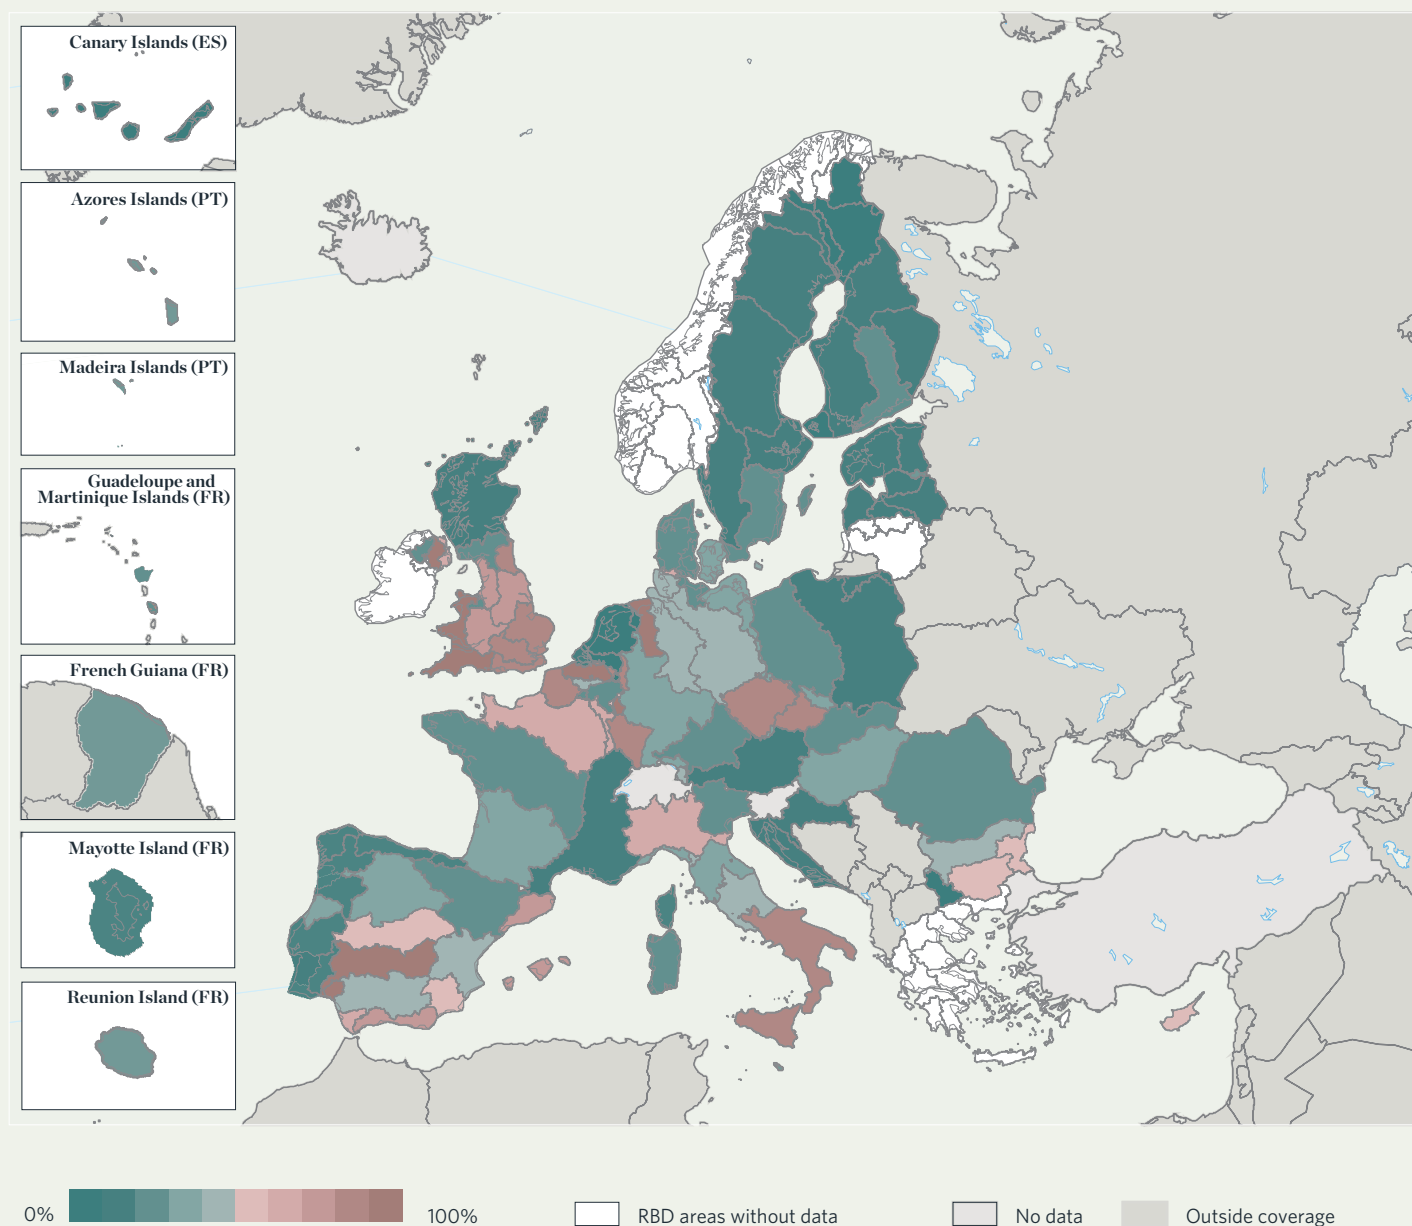 Canary Islands (ES)
Azores Islands (PT)
Madeira Islands (PT)
Guadeloupe and
Martinique Islands (FR)
French Guiana (FR)
Mayotte Island (FR)
Reunion Island (FR)
0%
100%
RBD areas without data
No data
Outside coverage